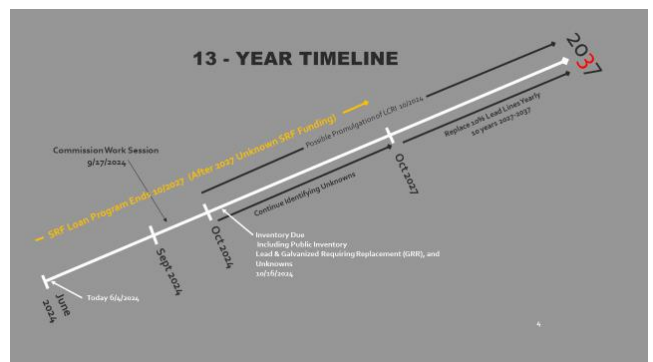 13 - YEAR TIMELINE
2037
Possible Promulgation of LCRI 10/2024
Replace 10% Lead Lines Yearly
10 years 2027-2037
SRF Loan Program Ends 10/2027 (After 2027 Unknown SRF Funding)
Commission Work Session
9/17/2024
Continue Identifying Unknowns
Oct 2027
Oct 2024
Sept 2024
Inventory Due
Including Public Inventory
Lead & Galvanized Requiring Replacement (GRR), and
Unknowns
10/16/2024
Today 6/4/2024
June
2024
4